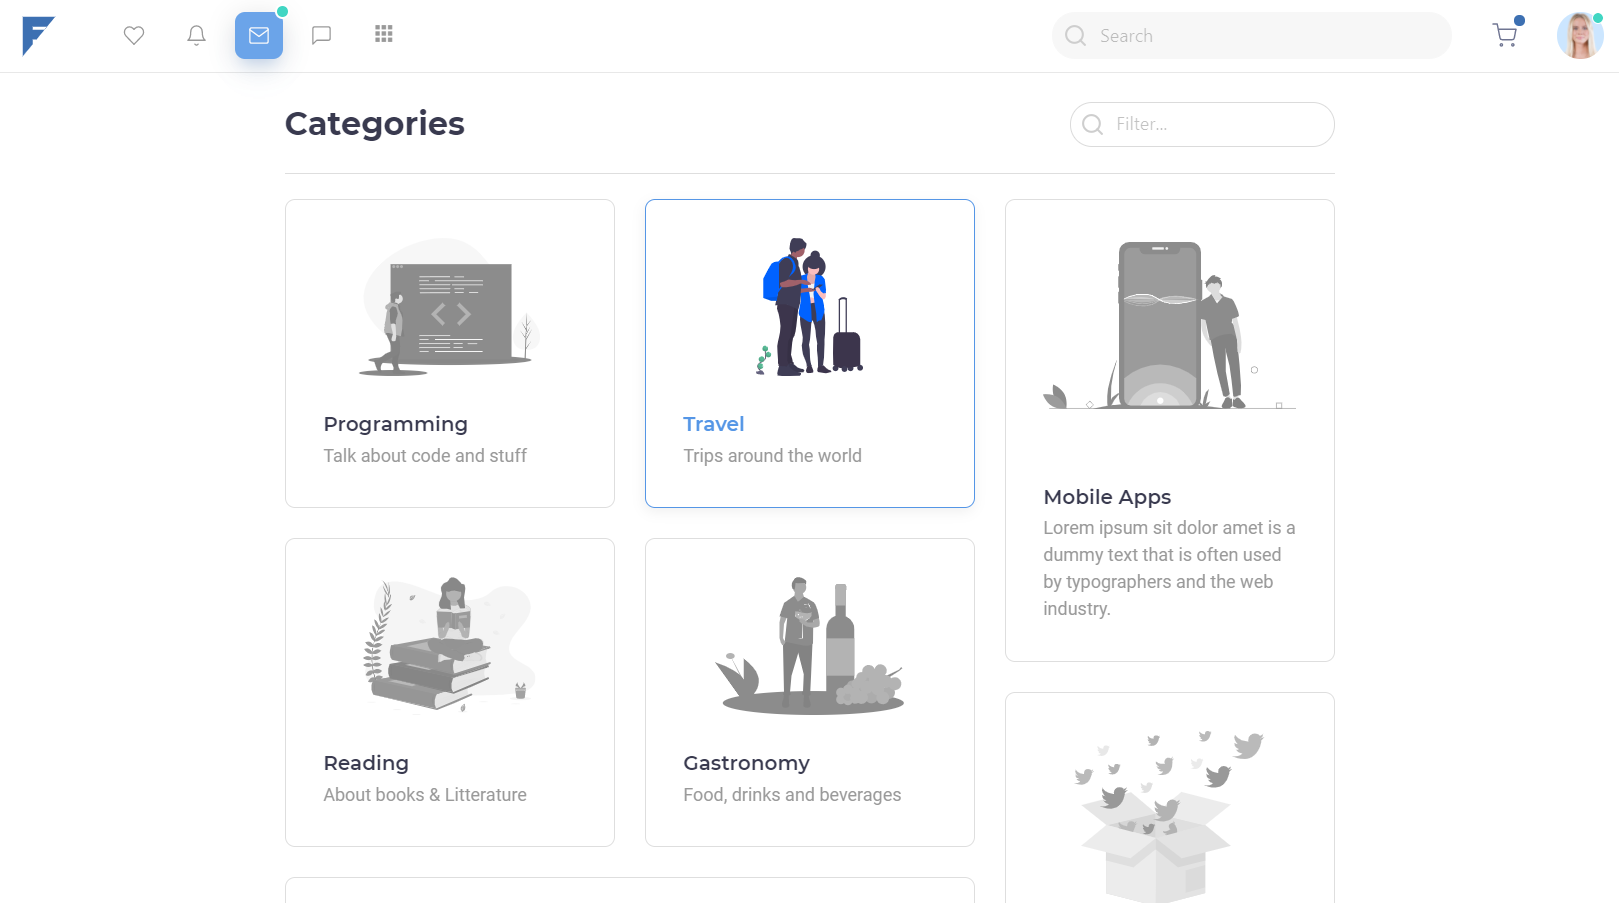 Search
Categories
Filter...
Programming
Talk about code and stuff
Travel
Trips around the world
Mobile Apps
Lorem ipsum sit dolor amet is a
dummy text that is often used
by typographers and the web
industry.
Reading
About books & Litterature
Gastronomy
Food, drinks and beverages